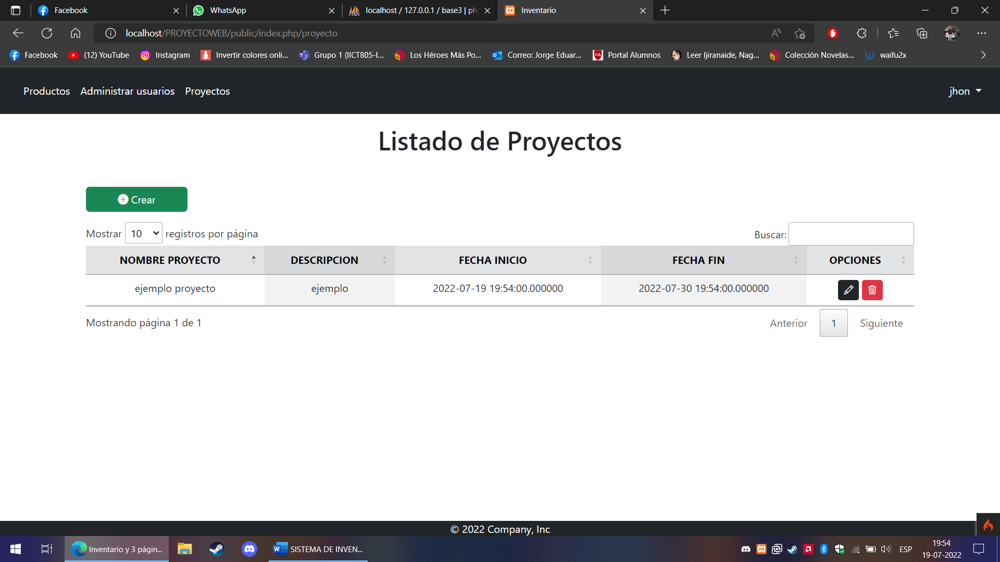 Facebook
WhatsApp
localhost / 127.0.0.1 / base3 | ph
Inventario
localhost/PROYECTOWEB/public/index.php/proyecto
Facebook
(12) YouTube
Instagram
Invertir colores onli...
Grupo 1 (IICT805-I...
Los Héroes Más Po...
Correo: Jorge Eduar...
Portal Alumnos
Leer Ijiranaide, Nag...
Colección Novelas...
waifu2x
Productos Administrar usuarios Proyectos
jhon
Listado de Proyectos
Crear
Mostrar 10 registros por página
Buscar:
NOMBRE PROYECTO DESCRIPCION FECHA INICIO FECHA FIN OPCIONES
ejemplo proyecto ejemplo 2022-07-19 19:54:00.000000 2022-07-30 19:54:00.000000
Mostrando página 1 de 1
Anterior 1 Siguiente
© 2022 Company, Inc
Inventario y 3 págin...
SISTEMA DE INVEN...
ESP
19:54
19-07-2022